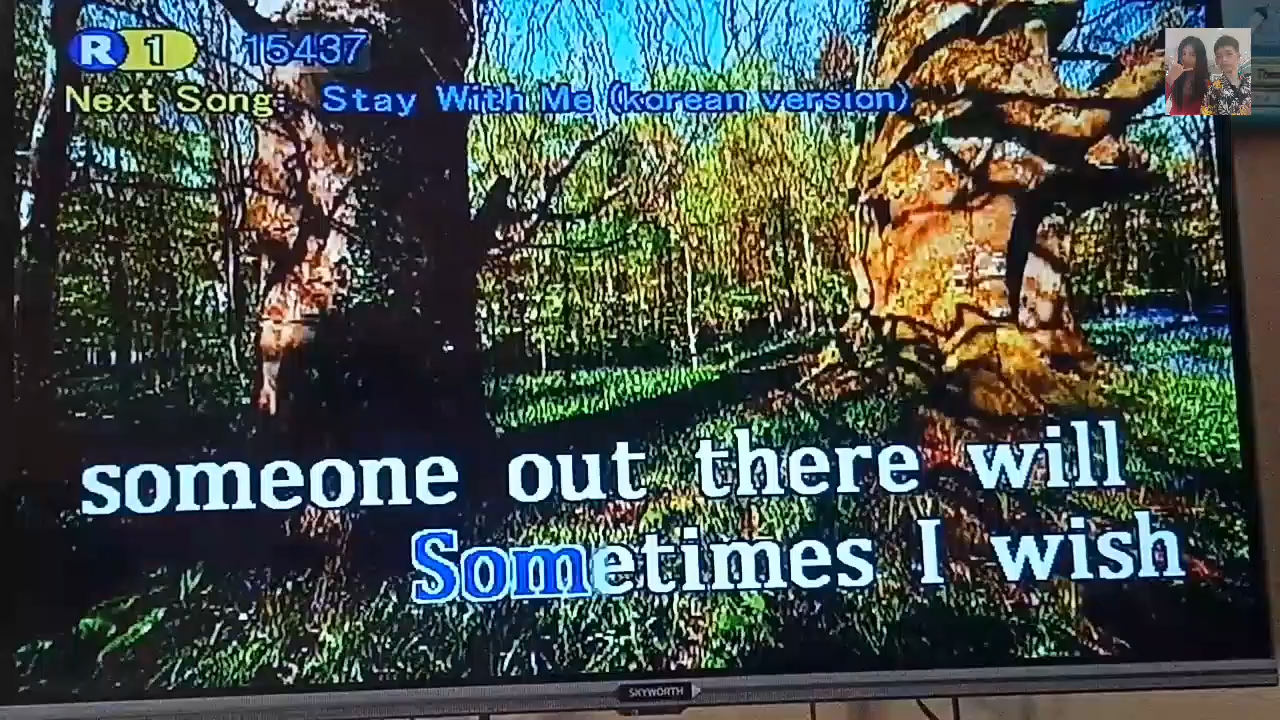 R 1 15437
Next Song: Stay With Me (korean version)
someone out there will
Sometimes I wish
SKYWORTH